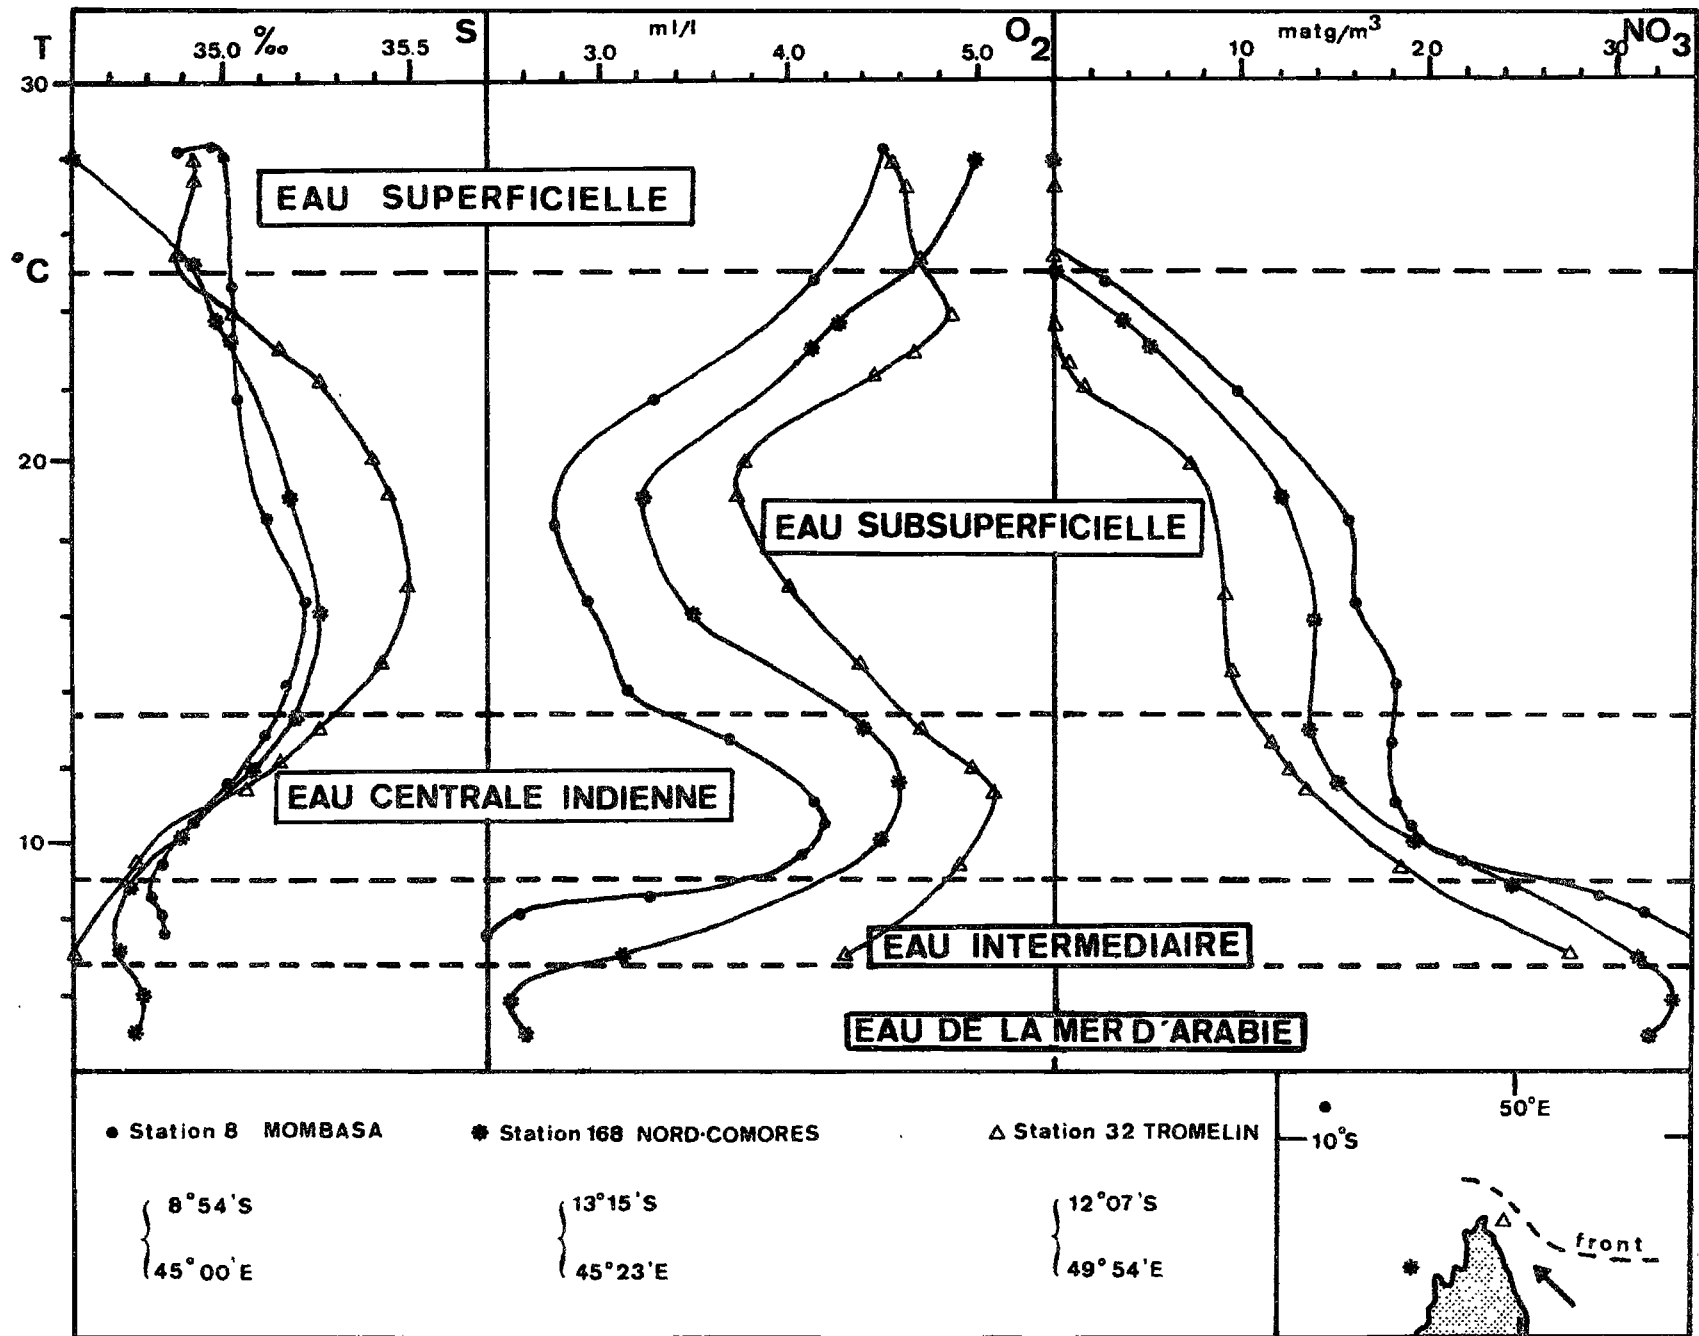 T 35.0 ‰ 35.5 S 3.0 ml/l 4.0 5.0 O₂ 10 matg/m³ 20 30 NO₃
30
EAU SUPERFICIELLE
°C
20
EAU SUBSUPERFICIELLE
EAU CENTRALE INDIENNE
10
EAU INTERMEDIAIRE
EAU DE LA MER D'ARABIE
● Station 8 MOMBASA
8°54'S
45°00'E
✱ Station 168 NORD·COMORES
13°15'S
45°23'E
△ Station 32 TROMELIN
12°07'S
49°54'E
50°E
10°S
front